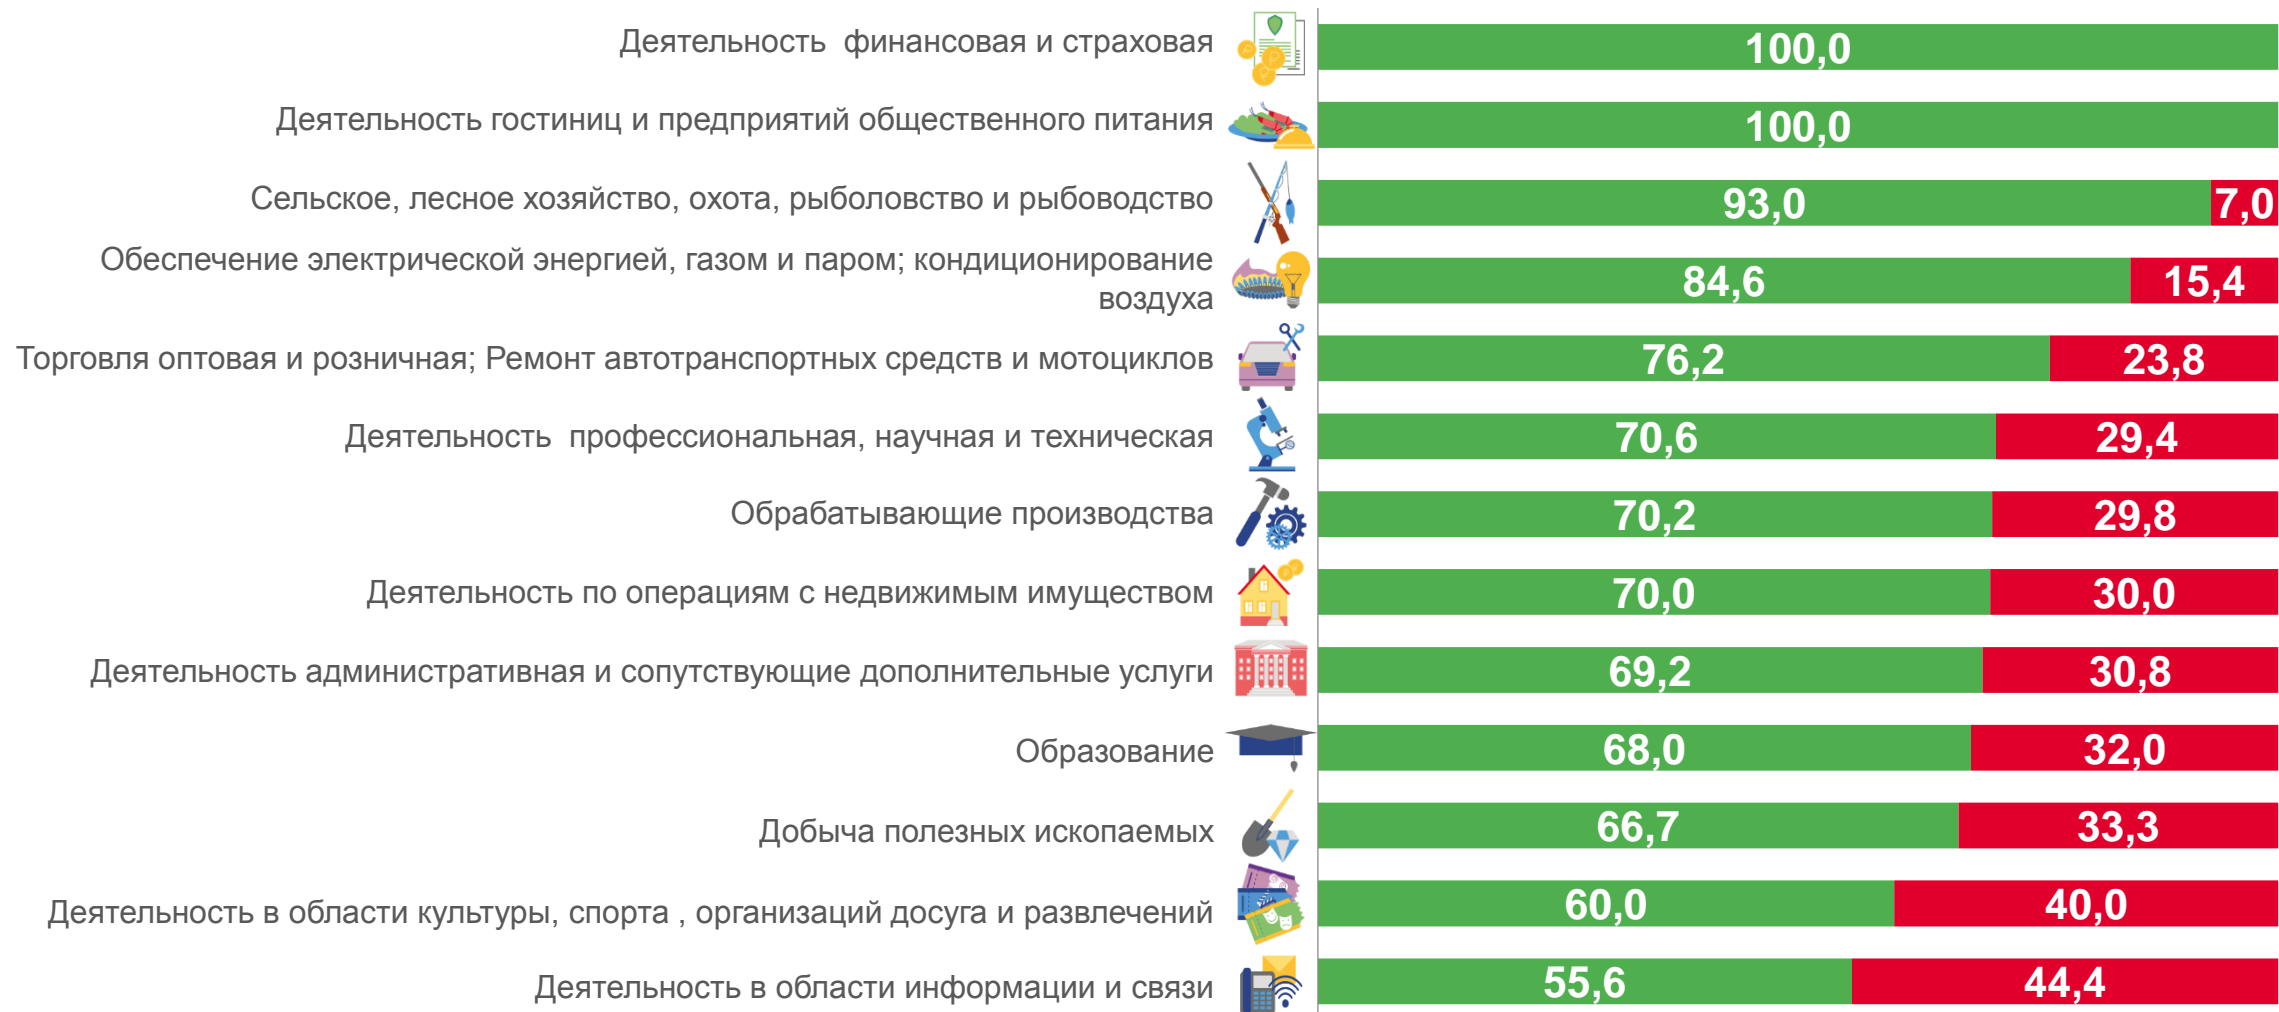 Деятельность  финансовая и страховая
100,0
Деятельность гостиниц и предприятий общественного питания
100,0
Сельское, лесное хозяйство, охота, рыболовство и рыбоводство
93,0 7,0
Обеспечение электрической энергией, газом и паром; кондиционирование
воздуха
84,6 15,4
Торговля оптовая и розничная; Ремонт автотранспортных средств и мотоциклов
76,2 23,8
Деятельность  профессиональная, научная и техническая
70,6 29,4
Обрабатывающие производства
70,2 29,8
Деятельность по операциям с недвижимым имуществом
70,0 30,0
Деятельность административная и сопутствующие дополнительные услуги
69,2 30,8
Образование
68,0 32,0
Добыча полезных ископаемых
66,7 33,3
Деятельность в области культуры, спорта , организаций досуга и развлечений
60,0 40,0
Деятельность в области информации и связи
55,6 44,4